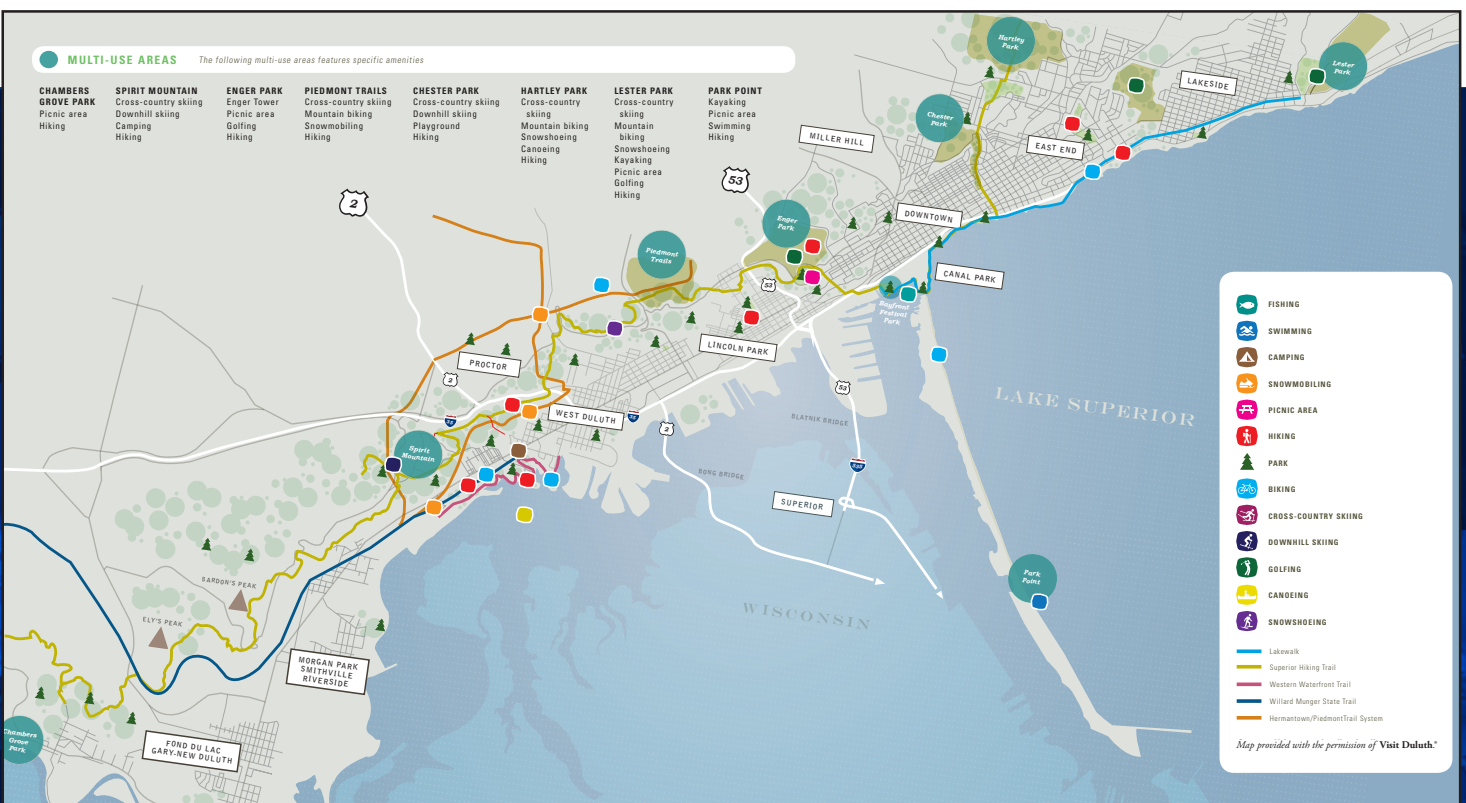 MULTI-USE AREAS The following multi-use areas features specific amenities
CHAMBERS
GROVE PARK
Picnic area
Hiking
SPIRIT MOUNTAIN
Cross-country skiing
Downhill skiing
Camping
Hiking
ENGER PARK
Enger Tower
Picnic area
Golfing
Hiking
PIEDMONT TRAILS
Cross-country skiing
Mountain biking
Snowmobiling
Hiking
CHESTER PARK
Cross-country skiing
Downhill skiing
Playground
Hiking
HARTLEY PARK
Cross-country
skiing
Mountain biking
Snowshoeing
Canoeing
Hiking
LESTER PARK
Cross-country
skiing
Mountain
biking
Snowshoeing
Kayaking
Picnic area
Golfing
Hiking
PARK POINT
Kayaking
Picnic area
Swimming
Hiking
Hartley
Park
Lester
Park
LAKESIDE
Chester
Park
MILLER HILL
EAST END
53
2
Enger
Park
DOWNTOWN
Piedmont
Trails
CANAL PARK
53
Bayfront
Festival
Park
LINCOLN PARK
PROCTOR
2
53
LAKE SUPERIOR
WEST DULUTH
35
35
2
BLATNIK BRIDGE
Spirit
Mountain
535
BONG BRIDGE
SUPERIOR
Park
Point
BARDON'S PEAK
ELY'S PEAK
WISCONSIN
MORGAN PARK
SMITHVILLE
RIVERSIDE
Chambers
Grove
Park
FOND DU LAC
GARY-NEW DULUTH
FISHING
SWIMMING
CAMPING
SNOWMOBILING
PICNIC AREA
HIKING
PARK
BIKING
CROSS-COUNTRY SKIING
DOWNHILL SKIING
GOLFING
CANOEING
SNOWSHOEING
Lakewalk
Superior Hiking Trail
Western Waterfront Trail
Willard Munger State Trail
Hermantown/PiedmontTrail System
Map provided with the permission of Visit Duluth.®